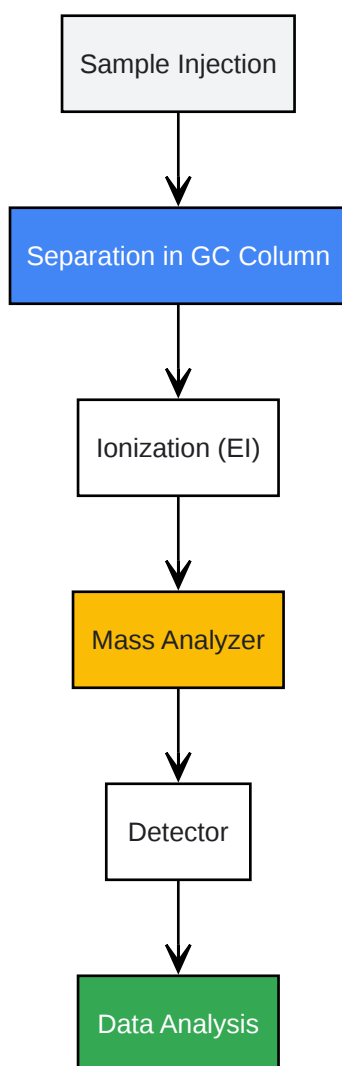 Sample Injection
Separation in GC Column
Ionization (EI)
Mass Analyzer
Detector
Data Analysis